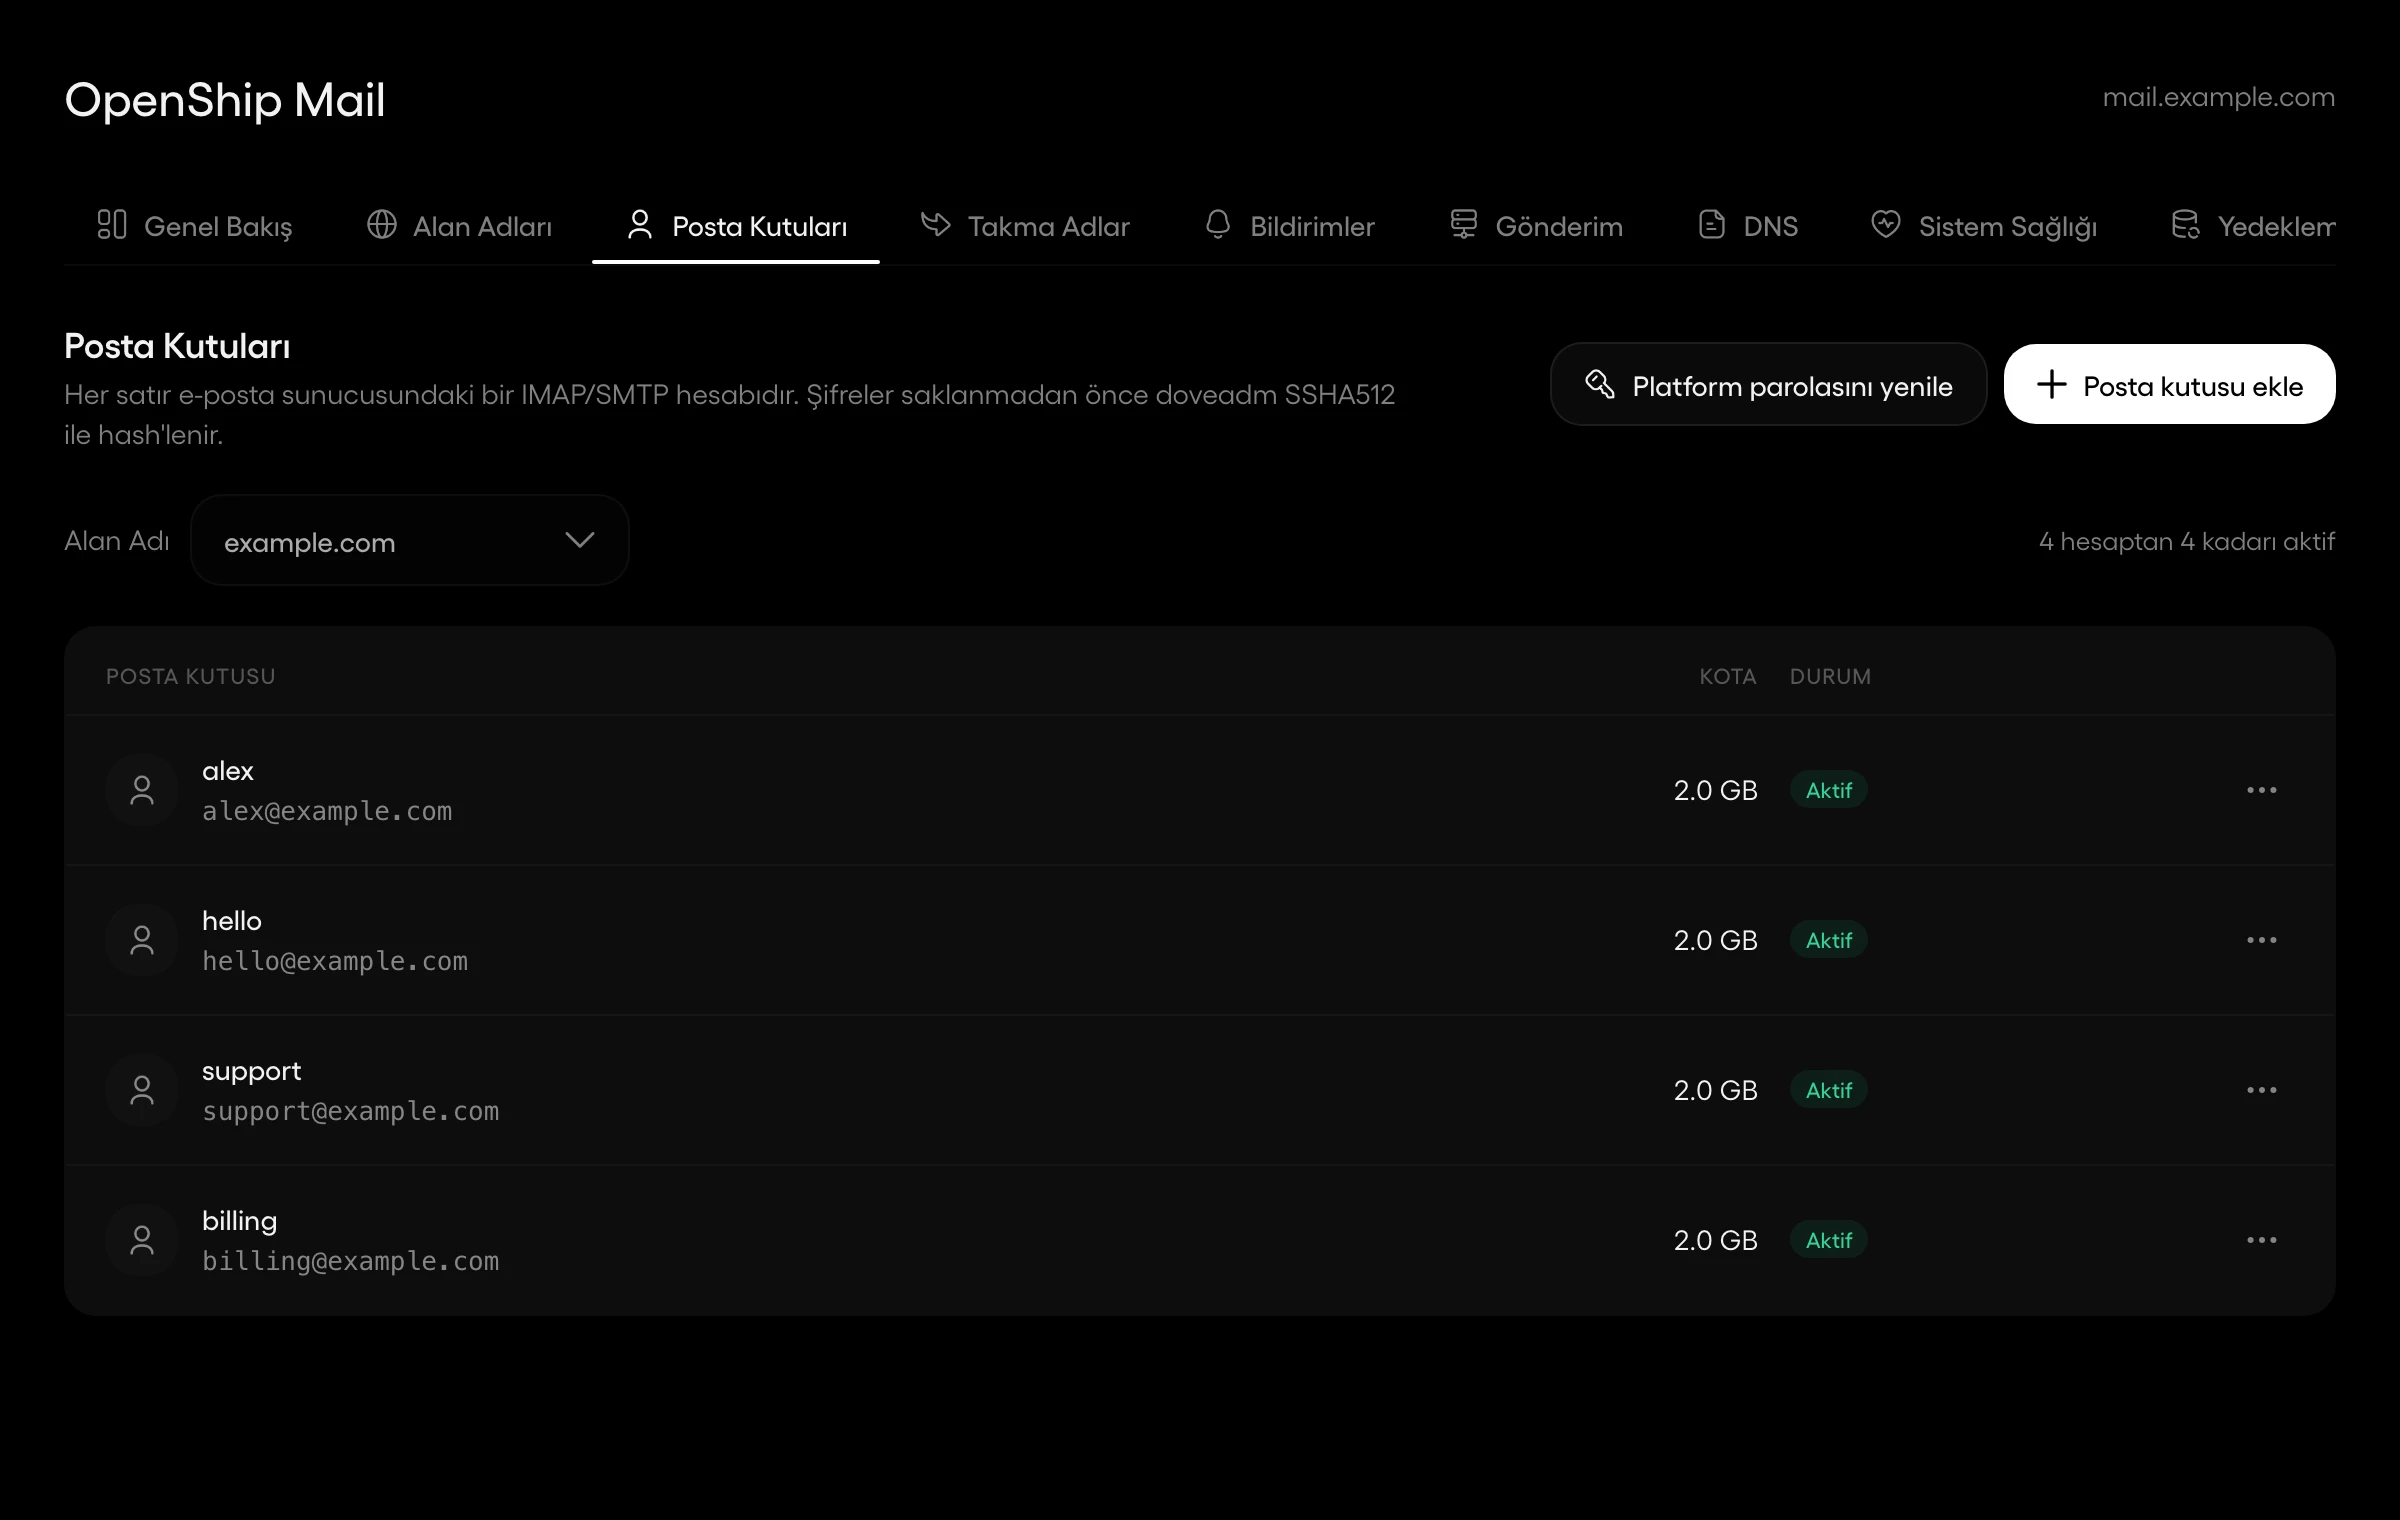 OpenShip Mail
mail.example.com
Genel Bakış
Alan Adları
Posta Kutuları
Takma Adlar
Bildirimler
Gönderim
DNS
Sistem Sağlığı
Yedeklem
Posta Kutuları
Her satır e-posta sunucusundaki bir IMAP/SMTP hesabıdır. Şifreler saklanmadan önce doveadm SSHA512
ile hash'lenir.
Platform parolasını yenile
Posta kutusu ekle
Alan Adı
example.com
4 hesaptan 4 kadarı aktif
POSTA KUTUSU
KOTA
DURUM
alex
alex@example.com
2.0 GB
Aktif
hello
hello@example.com
2.0 GB
Aktif
support
support@example.com
2.0 GB
Aktif
billing
billing@example.com
2.0 GB
Aktif